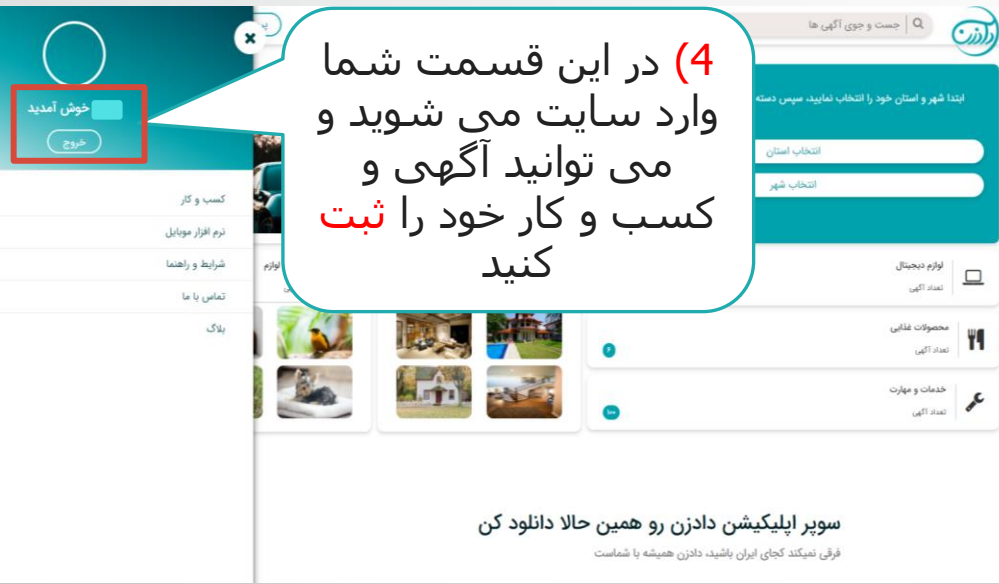 جست و جوی آگهی ها
دادزن
4) در این قسمت شما
وارد سایت می شوید و
می توانید آگهی و
کسب و کار خود را ثبت
کنید
خوش آمدید
خروج
کسب و کار
نرم افزار موبایل
شرایط و راهنما
تماس با ما
بلاگ
ابتدا شهر و استان خود را انتخاب نمایید، سپس دسته
انتخاب استان
انتخاب شهر
لوازم دیجیتال
تعداد آگهی
لوازم
محصولات غذایی
تعداد آگهی
۶
خدمات و مهارت
تعداد آگهی
۱۰۰
سوپر اپلیکیشن دادزن رو همین حالا دانلود کن
فرقی نمیکند کجای ایران باشید، دادزن همیشه با شماست